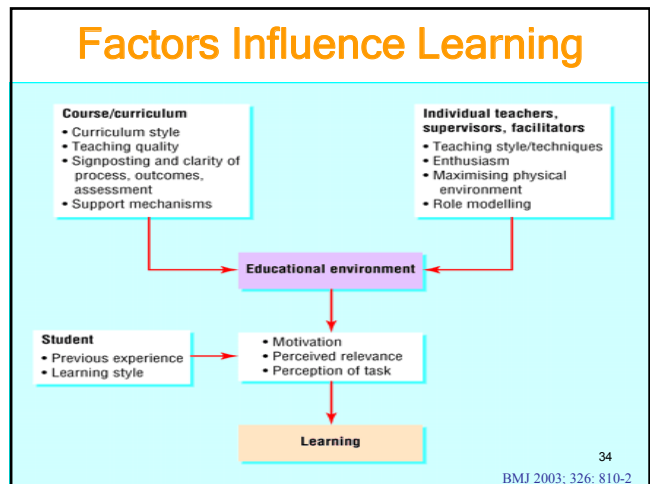 Factors Influence Learning
Course/curriculum
• Curriculum style
• Teaching quality
• Signposting and clarity of
process, outcomes,
assessment
• Support mechanisms
Individual teachers,
supervisors, facilitators
• Teaching style/techniques
• Enthusiasm
• Maximising physical
environment
• Role modelling
Educational environment
Student
• Previous experience
• Learning style
• Motivation
• Perceived relevance
• Perception of task
Learning
34
BMJ 2003; 326: 810-2